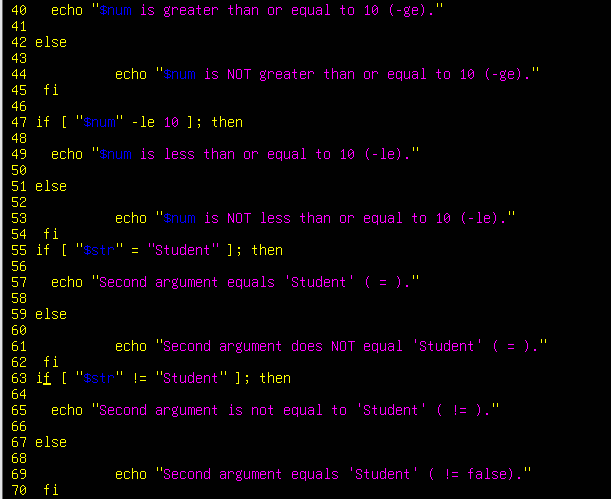 40   echo "$num is greater than or equal to 10 (-ge)."
41
42 else
43
44           echo "$num is NOT greater than or equal to 10 (-ge)."
45  fi
46
47 if [ "$num" -le 10 ]; then
48
49   echo "$num is less than or equal to 10 (-le)."
50
51 else
52
53           echo "$num is NOT less than or equal to 10 (-le)."
54  fi
55 if [ "$str" = "Student" ]; then
56
57   echo "Second argument equals 'Student' ( = )."
58
59 else
60
61           echo "Second argument does NOT equal 'Student' ( = )."
62  fi
63 if [ "$str" != "Student" ]; then
64
65   echo "Second argument is not equal to 'Student' ( != )."
66
67 else
68
69           echo "Second argument equals 'Student' ( != false)."
70  fi